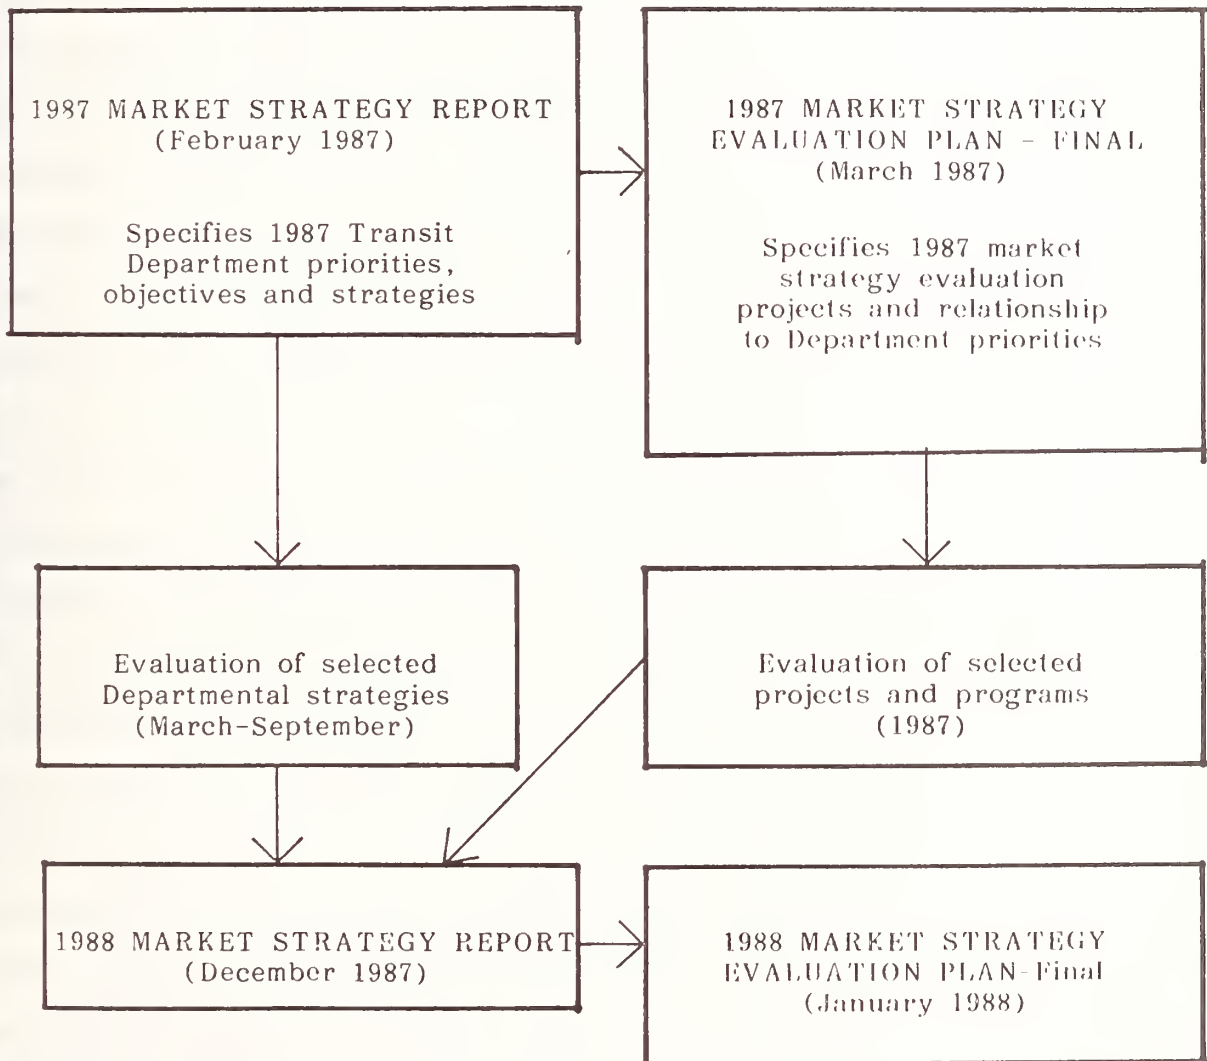 1987 MARKET STRATEGY REPORT
(February 1987)
Specifies 1987 Transit
Department priorities,
objectives and strategies
1987 MARKET STRATEGY
EVALUATION PLAN - FINAL
(March 1987)
Specifies 1987 market
strategy evaluation
projects and relationship
to Department priorities
Evaluation of selected
Departmental strategies
(March-September)
Evaluation of selected
projects and programs
(1987)
1988 MARKET STRATEGY REPORT
(December 1987)
1988 MARKET STRATEGY
EVALUATION PLAN-Final
(January 1988)